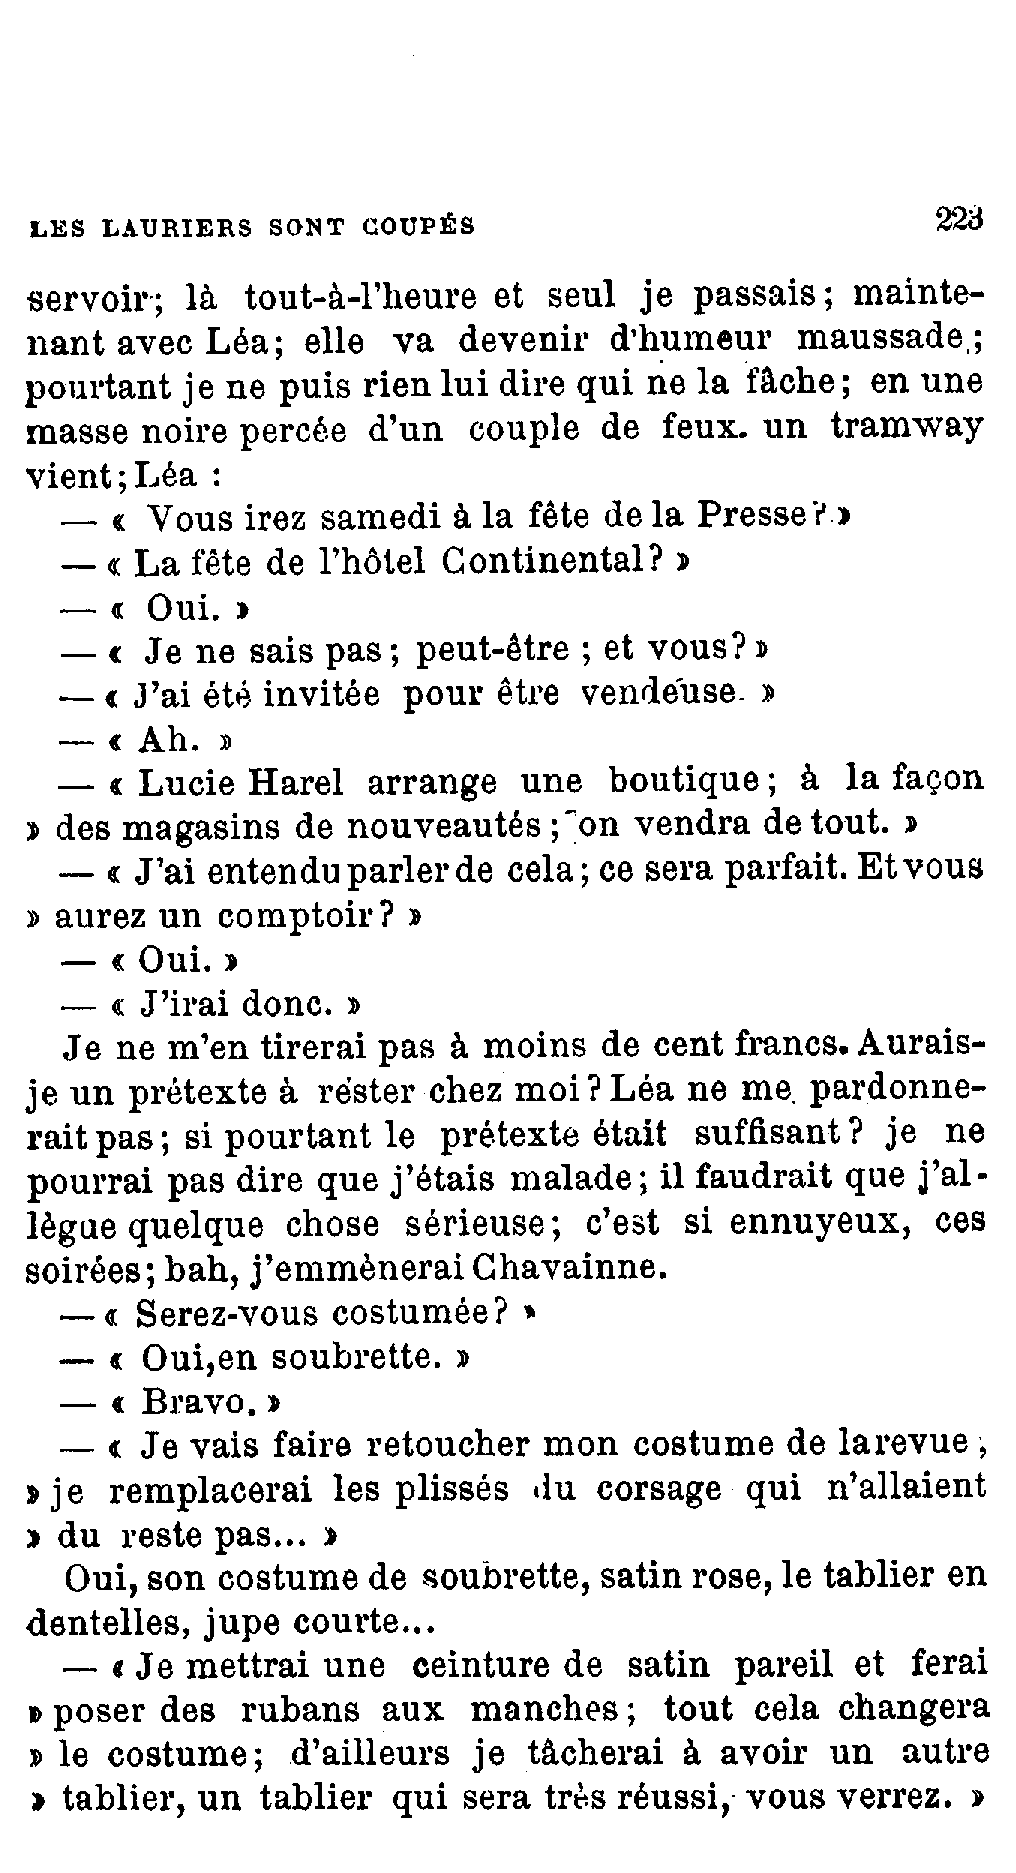 LES LAURIERS SONT COUPÉS 223
servoir; là tout-à-l'heure et seul je passais; mainte-
nant avec Léa; elle va devenir d'humeur maussade;
pourtant je ne puis rien lui dire qui ne la fâche; en une
masse noire percée d'un couple de feux. un tramway
vient; Léa :
— « Vous irez samedi à la fête de la Presse? »
— « La fête de l'hôtel Continental? »
— « Oui. »
— « Je ne sais pas; peut-être ; et vous? »
— « J'ai été invitée pour être vendeuse. »
— « Ah. »
— « Lucie Harel arrange une boutique; à la façon
» des magasins de nouveautés; on vendra de tout. »
— « J'ai entendu parler de cela; ce sera parfait. Et vous
» aurez un comptoir? »
— « Oui. »
— « J'irai donc. »
Je ne m'en tirerai pas à moins de cent francs. Aurais-
je un prétexte à rester chez moi? Léa ne me pardonne-
rait pas; si pourtant le prétexte était suffisant? je ne
pourrai pas dire que j'étais malade; il faudrait que j'al-
lègue quelque chose sérieuse; c'est si ennuyeux, ces
soirées; bah, j'emmènerai Chavainne.
— « Serez-vous costumée? »
— « Oui, en soubrette. »
— « Bravo. »
— « Je vais faire retoucher mon costume de la revue;
» je remplacerai les plissés du corsage qui n'allaient
» du reste pas... »
Oui, son costume de soubrette, satin rose, le tablier en
dentelles, jupe courte...
— « Je mettrai une ceinture de satin pareil et ferai
» poser des rubans aux manches; tout cela changera
» le costume; d'ailleurs je tâcherai à avoir un autre
» tablier, un tablier qui sera très réussi, vous verrez. »